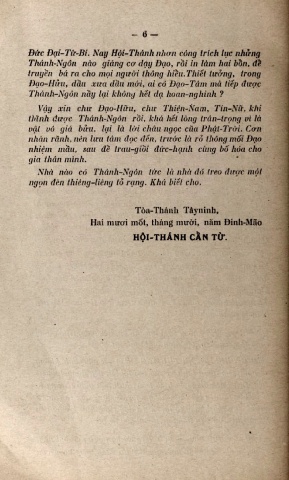 — 6 —
Đức Đại-Từ-Bi. Nay Hội-Thánh nhơn công trích lục những
Thánh-Ngôn nào giáng cơ dạy Đạo, rồi in làm hai bổn, để
truyền bá ra cho mọi người thông hiểu. Thiết tưởng, trong
Đạo-Hữu, dầu xưa dầu mới, ai có Đạo-Tâm mà tiếp được
Thánh-Ngôn nầy lại không hết dạ hoan-nghinh ?
Vậy xin chư Đạo-Hữu, chư Thiện-Nam, Tín-Nữ, khi
thỉnh được Thánh-Ngôn rồi, khá hết lòng trân-trọng vì là
vật vô giá bửu, lại là lời châu ngọc của Phật-Trời. Cơn
nhàn rảnh, nên lưu tâm đọc đến, trước là rõ thông mối Đạo
nhiệm mầu, sau để trau-giồi đức-hạnh cùng bố hóa cho
gia thân mình.
Nhà nào có Thánh-Ngôn tức là nhà đó treo được một
ngọn đèn thiêng-liêng tỏ rạng. Khá biết cho.
Tòa-Thánh Tâyninh,
Hai mươi mốt, tháng mười, năm Đinh-Mão
HỘI-THÁNH CẨN TỪ.